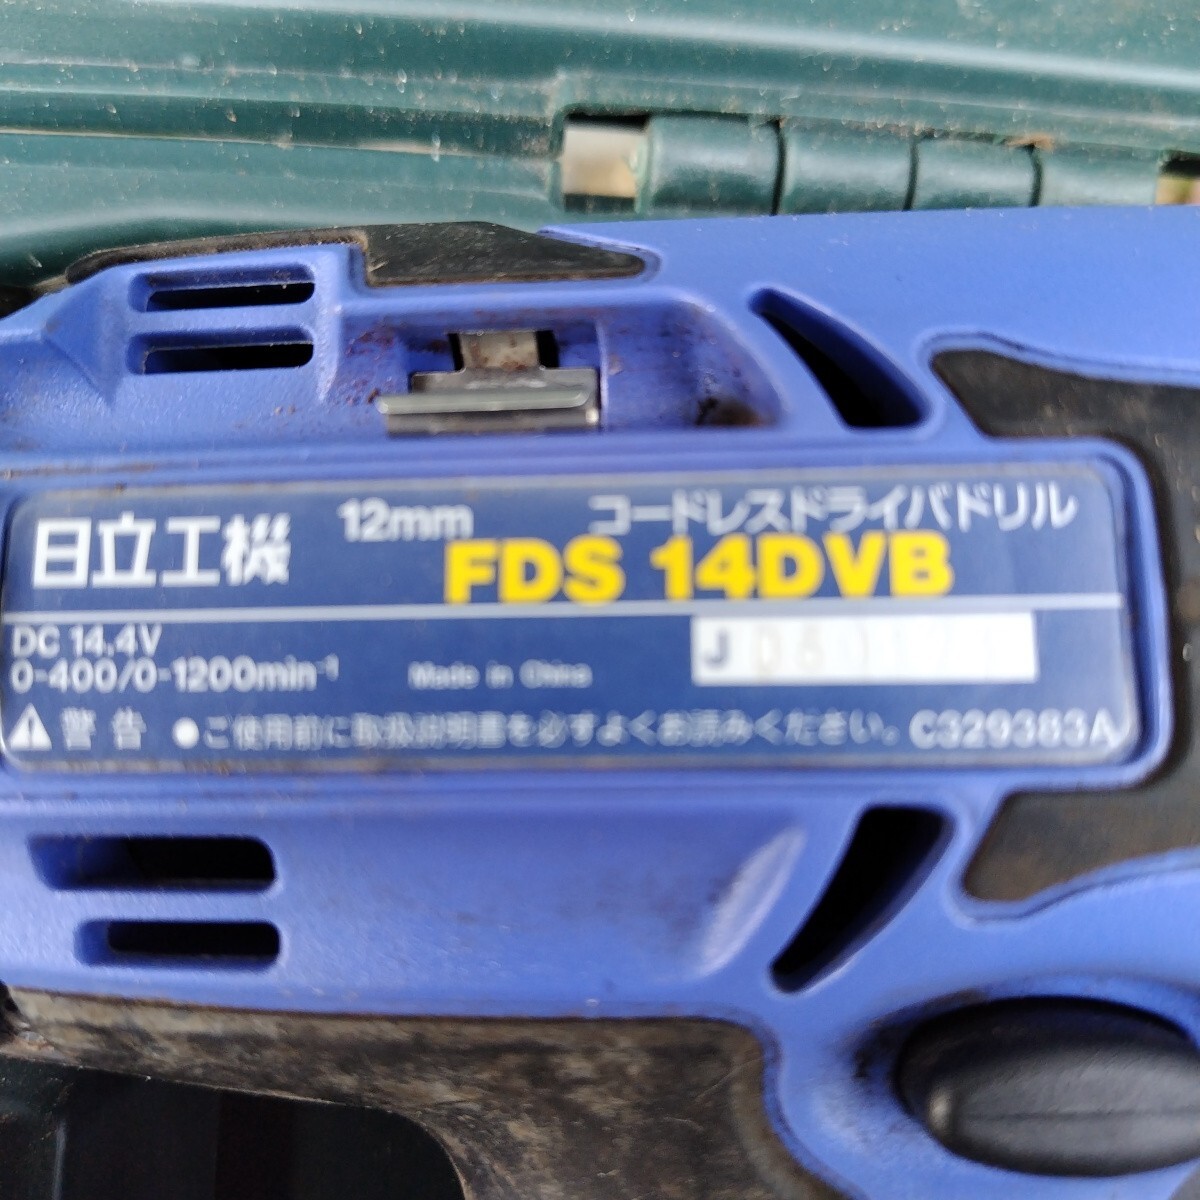 日立工機 12mm コードレスドライバドリル
FDS 14DVB
DC 14.4V
0-400/0-1200min-1 Made in China J
警告 ●ご使用前に取扱説明書を必ずよくお読みください。 C329383A